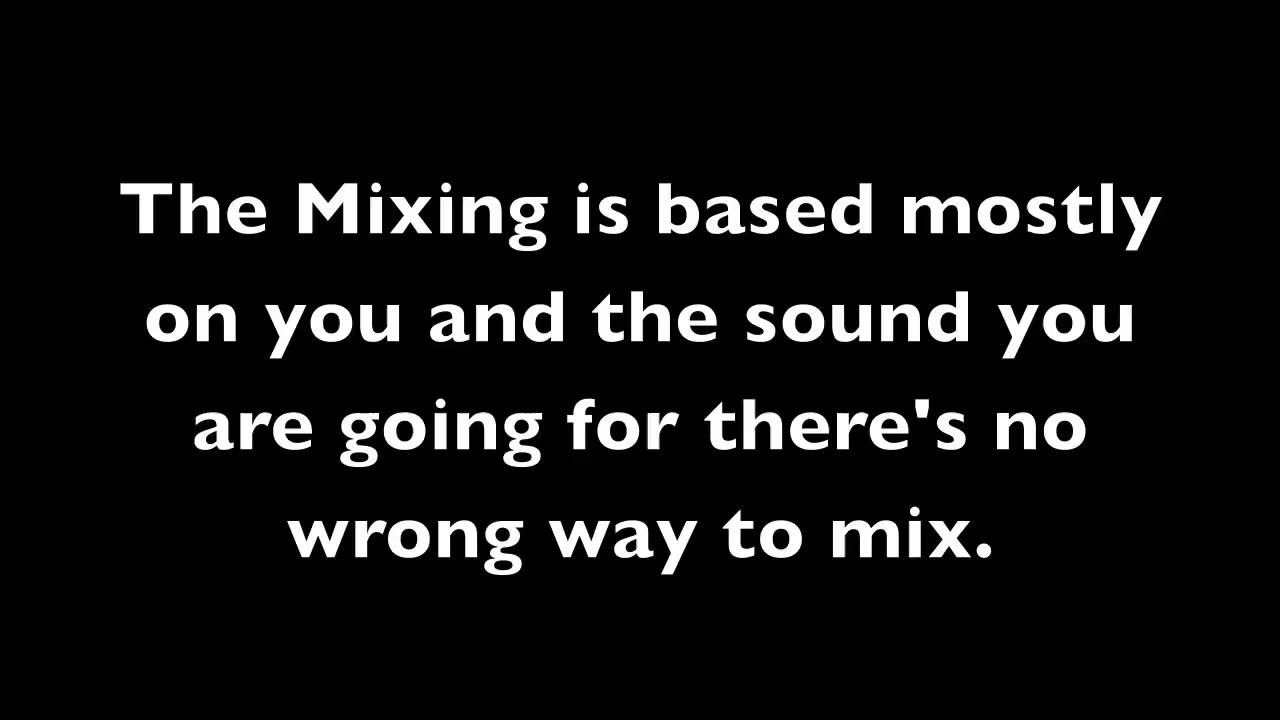 The Mixing is based mostly
on you and the sound you
are going for there's no
wrong way to mix.